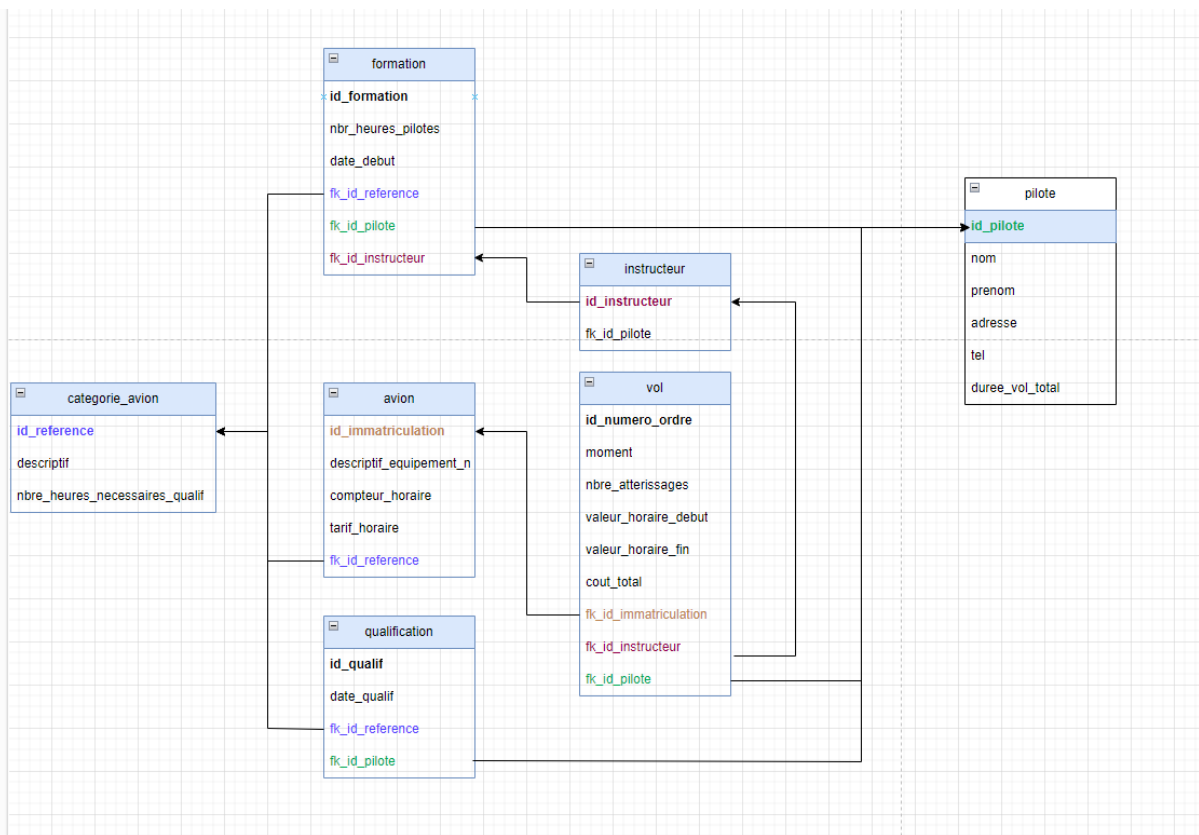 formation
id_formation
nbr_heures_pilotes
date_debut
fk_id_reference
fk_id_pilote
fk_id_instructeur
pilote
id_pilote
nom
prenom
adresse
tel
duree_vol_total
instructeur
id_instructeur
fk_id_pilote
categorie_avion
id_reference
descriptif
nbre_heures_necessaires_qualif
avion
id_immatriculation
descriptif_equipement_n
compteur_horaire
tarif_horaire
fk_id_reference
vol
id_numero_ordre
moment
nbre_atterissages
valeur_horaire_debut
valeur_horaire_fin
cout_total
fk_id_immatriculation
fk_id_instructeur
fk_id_pilote
qualification
id_qualif
date_qualif
fk_id_reference
fk_id_pilote